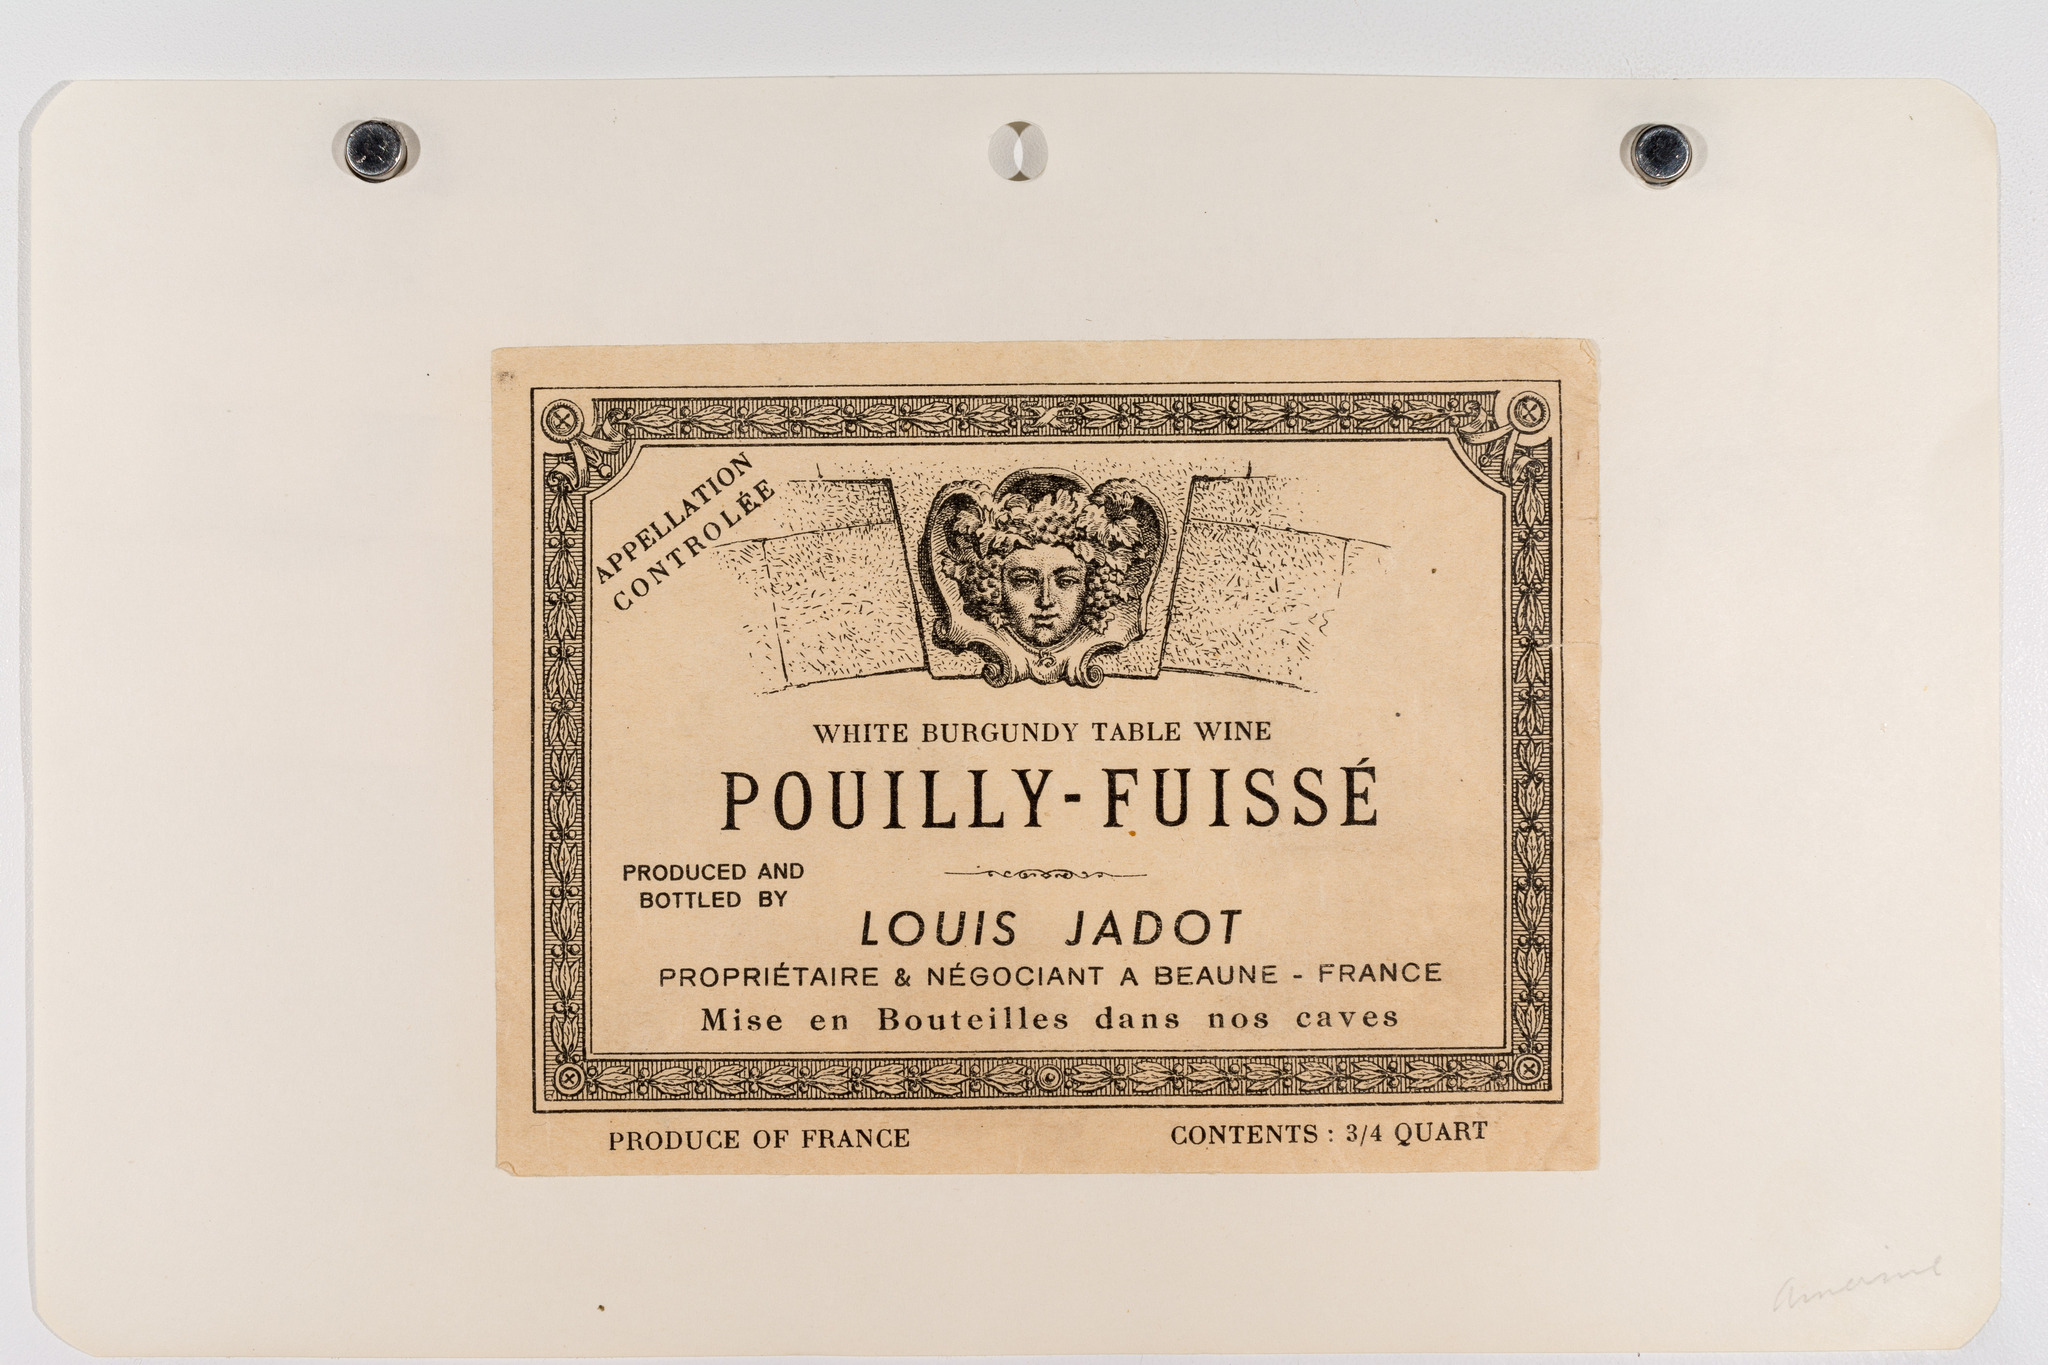 APPELLATION
CONTROLÉE
WHITE BURGUNDY TABLE WINE
POUILLY-FUISSÉ
PRODUCED AND
BOTTLED BY
LOUIS JADOT
PROPRIÉTAIRE & NÉGOCIANT A BEAUNE - FRANCE
Mise en Bouteilles dans nos caves
PRODUCE OF FRANCE
CONTENTS : 3/4 QUART